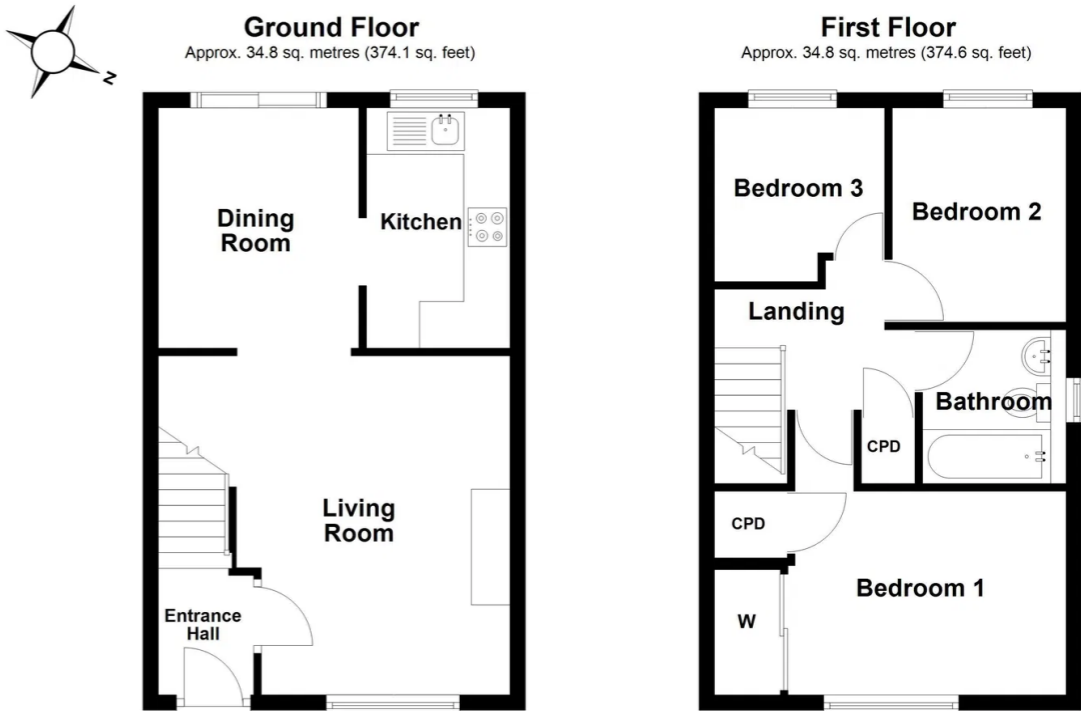 N
Ground Floor
Approx. 34.8 sq. metres (374.1 sq. feet)
Dining
Room
Kitchen
Living
Room
Entrance
Hall
First Floor
Approx. 34.8 sq. metres (374.6 sq. feet)
Bedroom 3
Bedroom 2
Landing
Bathroom
CPD
CPD
Bedroom 1
W